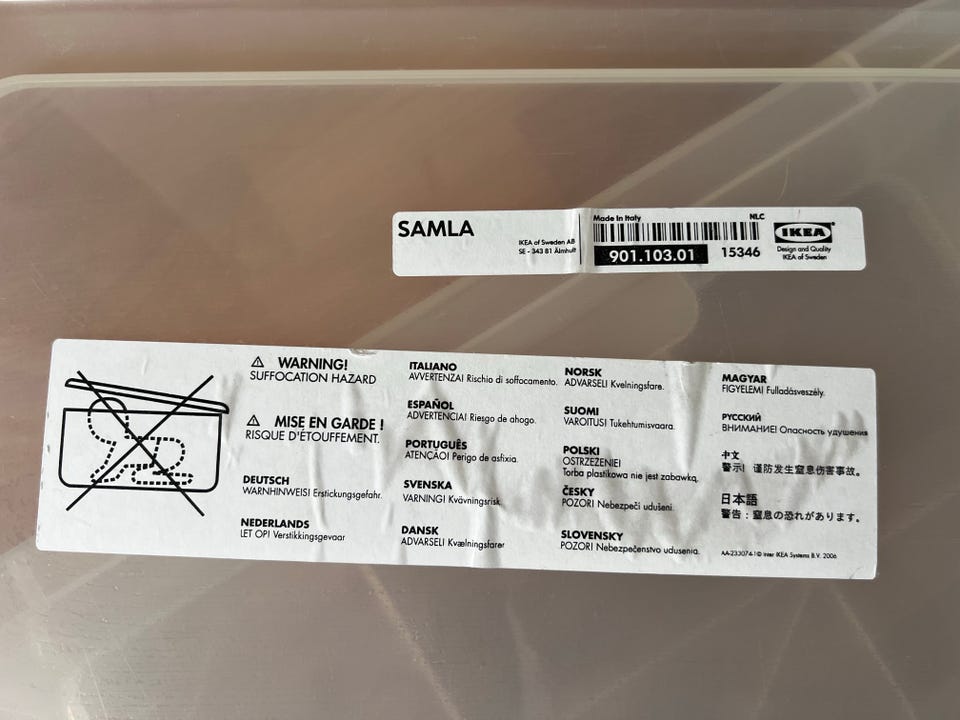 SAMLA
IKEA of Sweden AB
SE - 343 81 Älmhult
Made in Italy
NLC
901.103.01
15346
IKEA
Design and Quality
IKEA of Sweden
WARNING!
SUFFOCATION HAZARD
MISE EN GARDE !
RISQUE D'ÉTOUFFEMENT.
DEUTSCH
WARNHINWEIS! Erstickungsgefahr.
NEDERLANDS
LET OP! Verstikkingsgevaar
ITALIANO
AVVERTENZA! Rischio di soffocamento.
ESPAÑOL
ADVERTENCIA! Riesgo de ahogo.
PORTUGUÊS
ATENÇAO! Perigo de asfixia.
SVENSKA
VARNING! Kvävningsrisk.
DANSK
ADVARSEL! Kvælningsfarer
NORSK
ADVARSEL! Kvelningsfare.
SUOMI
VAROITUS! Tukehtumisvaara.
POLSKI
OSTRZEŻENIE!
Torba plastikowa nie jest zabawką.
ČESKY
POZOR! Nebezpečí udušení.
SLOVENSKY
POZOR! Nebezpečenstvo udusenia.
MAGYAR
FIGYELEM! Fulladásveszély.
РУССКИЙ
ВНИМАНИЕ! Опасность удушения
中文
警示! 谨防发生窒息伤害事故。
日本語
警告：窒息の恐れがあります。
AA-233074-1 © Inter IKEA Systems B.V. 2006